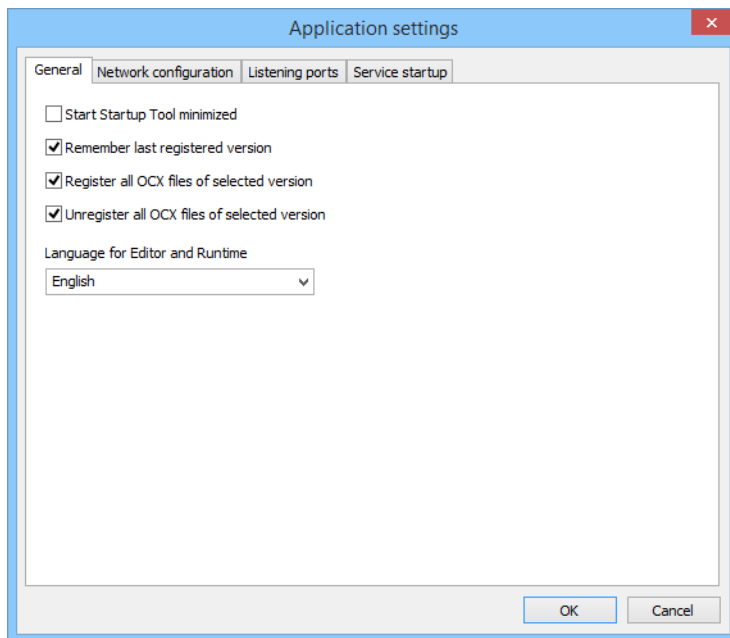 Application settings
General Network configuration Listening ports Service startup
Start Startup Tool minimized
Remember last registered version
Register all OCX files of selected version
Unregister all OCX files of selected version
Language for Editor and Runtime
English
OK Cancel